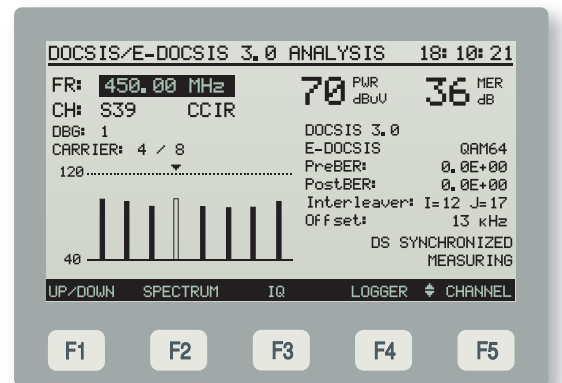 DOCSIS/E-DOCSIS 3.0 ANALYSIS 18:10:21
FR: 450.00 MHz
70 PWR dBuV 36 MER dB
CH: S39 CCIR
DBG: 1
DOCSIS 3.0
CARRIER: 4 / 8
E-DOCSIS QAM64
120
PreBER: 0.0E+00
PostBER: 0.0E+00
Interleaver: I=12 J=17
Offset: 13 kHz
DS SYNCHRONIZED
40
MEASURING
UP/DOWN SPECTRUM IQ LOGGER CHANNEL
F1 F2 F3 F4 F5